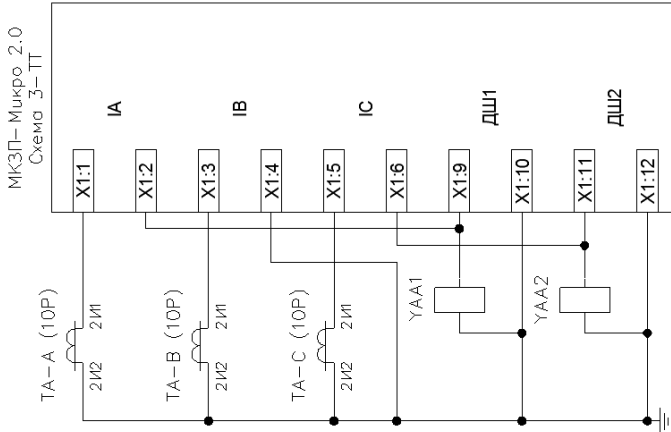 МКЗП–Микро 2.0
Схема 3–ТТ
IA
IB
IC
ДШ1
ДШ2
X1:1
X1:2
X1:3
X1:4
X1:5
X1:6
X1:9
X1:10
X1:11
X1:12
TA–A (10P)
2И1
2И2
TA–B (10P)
2И1
2И2
TA–C (10P)
2И1
2И2
YAA1
YAA2